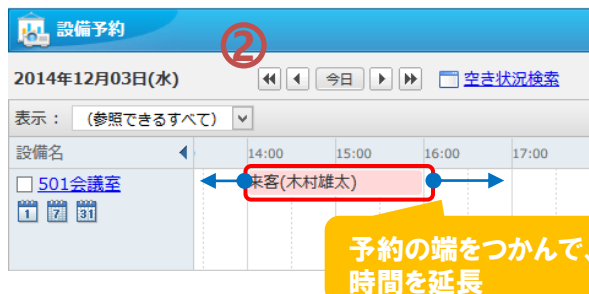 設備予約
②
2014年12月03日(水) 今日 空き状況検索
表示： (参照できるすべて)
設備名 14:00 15:00 16:00 17:00
501会議室 来客(木村雄太)
1 7 31
予約の端をつかんで、
時間を延長